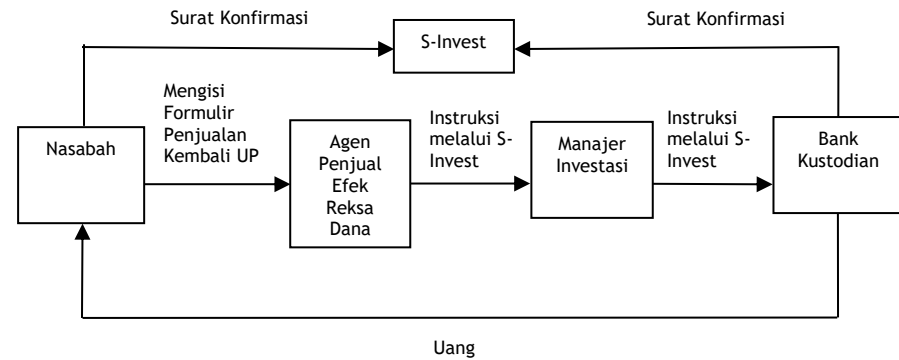 Surat Konfirmasi
Surat Konfirmasi
S-Invest
Mengisi
Formulir
Penjualan
Kembali UP
Instruksi
melalui S-
Invest
Instruksi
melalui S-
Invest
Nasabah
Agen
Penjual
Efek
Reksa
Dana
Manajer
Investasi
Bank
Kustodian
Uang